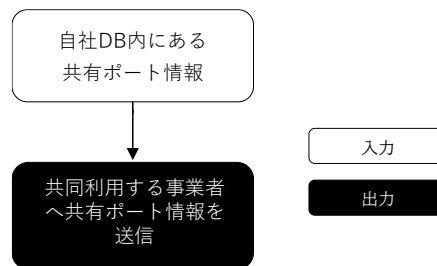 自社DB内にある
共有ポート情報
共同利用する事業者
へ共有ポート情報を
送信
入力
出力